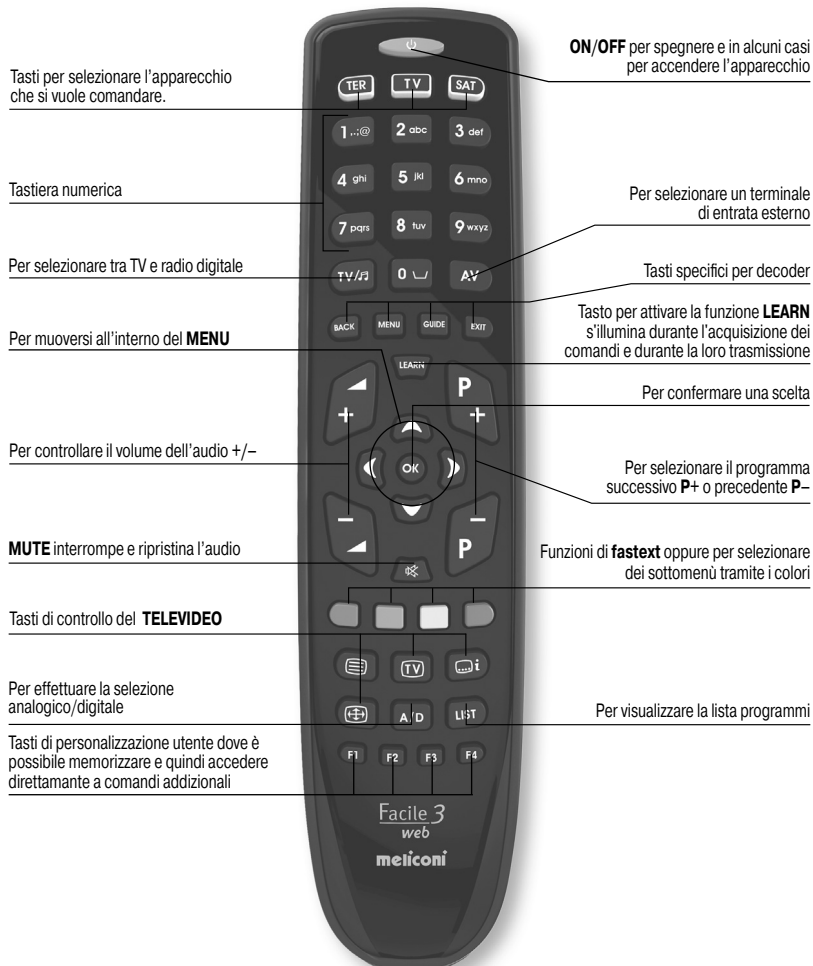 ON/OFF per spegnere e in alcuni casi
per accendere l'apparecchio
Tasti per selezionare l'apparecchio
che si vuole comandare.
TER TV SAT
1 .,:@ 2 abc 3 def
4 ghi 5 jkl 6 mno
Tastiera numerica
Per selezionare un terminale
di entrata esterno
7 pqrs 8 tuv 9 wxyz
Per selezionare tra TV e radio digitale
TV/♫ 0 AV
Tasti specifici per decoder
BACK MENU GUIDE EXIT
Tasto per attivare la funzione LEARN
s'illumina durante l'acquisizione dei
comandi e durante la loro trasmissione
Per muoversi all'interno del MENU
LEARN
P
+ +
Per confermare una scelta
Per controllare il volume dell'audio +/–
OK
Per selezionare il programma
successivo P+ o precedente P–
– –
P
MUTE interrompe e ripristina l'audio
Funzioni di fastext oppure per selezionare
dei sottomenù tramite i colori
Tasti di controllo del TELEVIDEO
TV i
Per effettuare la selezione
analogico/digitale
A/D LIST
Per visualizzare la lista programmi
Tasti di personalizzazione utente dove è
possibile memorizzare e quindi accedere
direttamante a comandi addizionali
F1 F2 F3 F4
Facile 3
web
meliconi